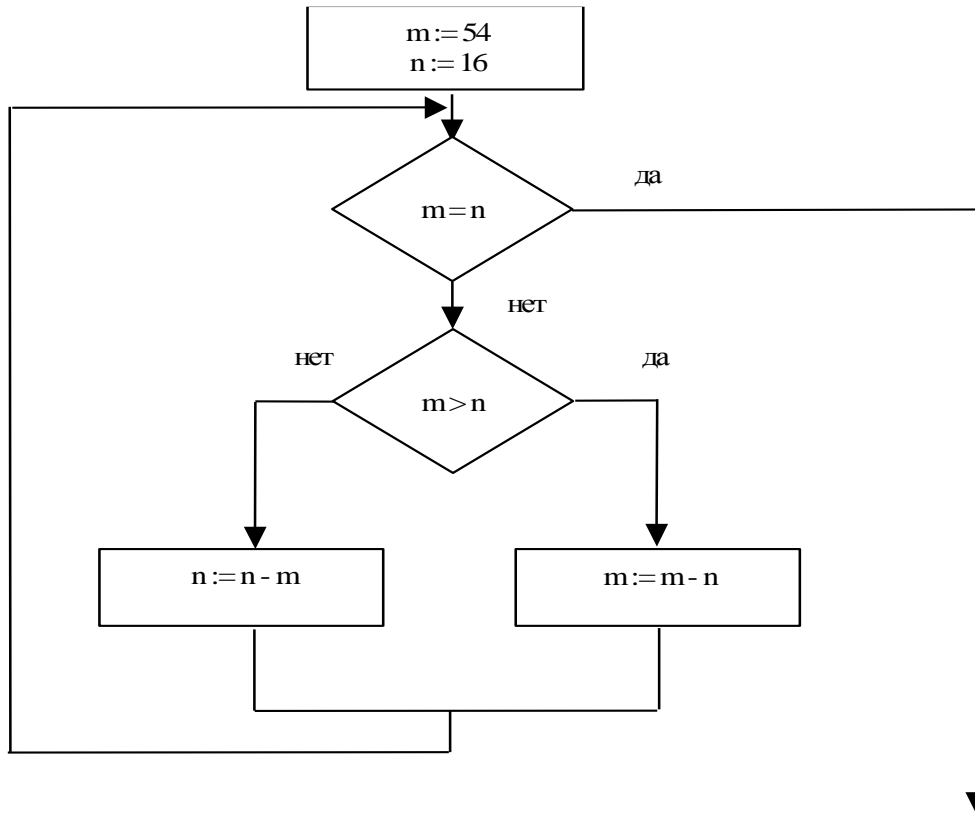 m := 54
n := 16
да
m = n
нет
нет
да
m > n
n := n - m
m := m - n